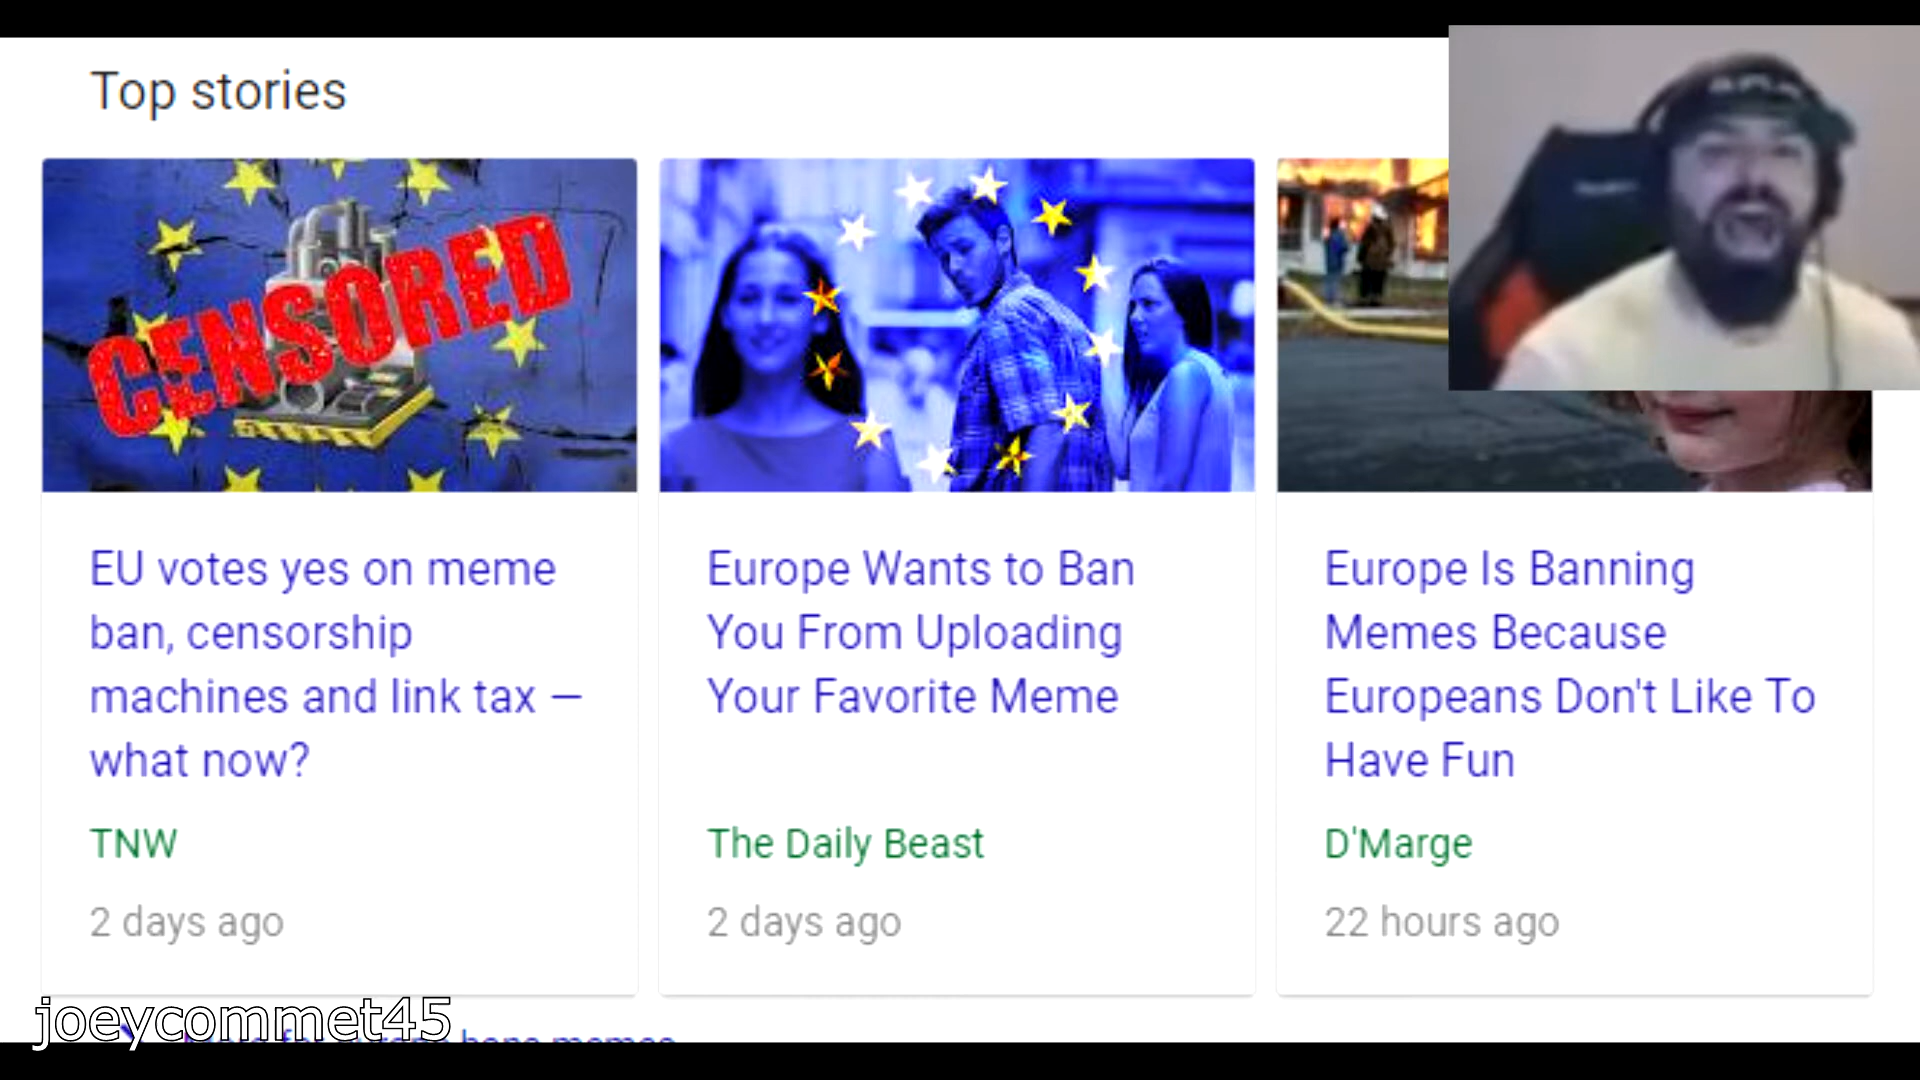 Top stories
CENSORED
EU votes yes on meme
ban, censorship
machines and link tax —
what now?
TNW
2 days ago
Europe Wants to Ban
You From Uploading
Your Favorite Meme
The Daily Beast
2 days ago
Europe Is Banning
Memes Because
Europeans Don't Like To
Have Fun
D'Marge
22 hours ago
joeycommet45
memes